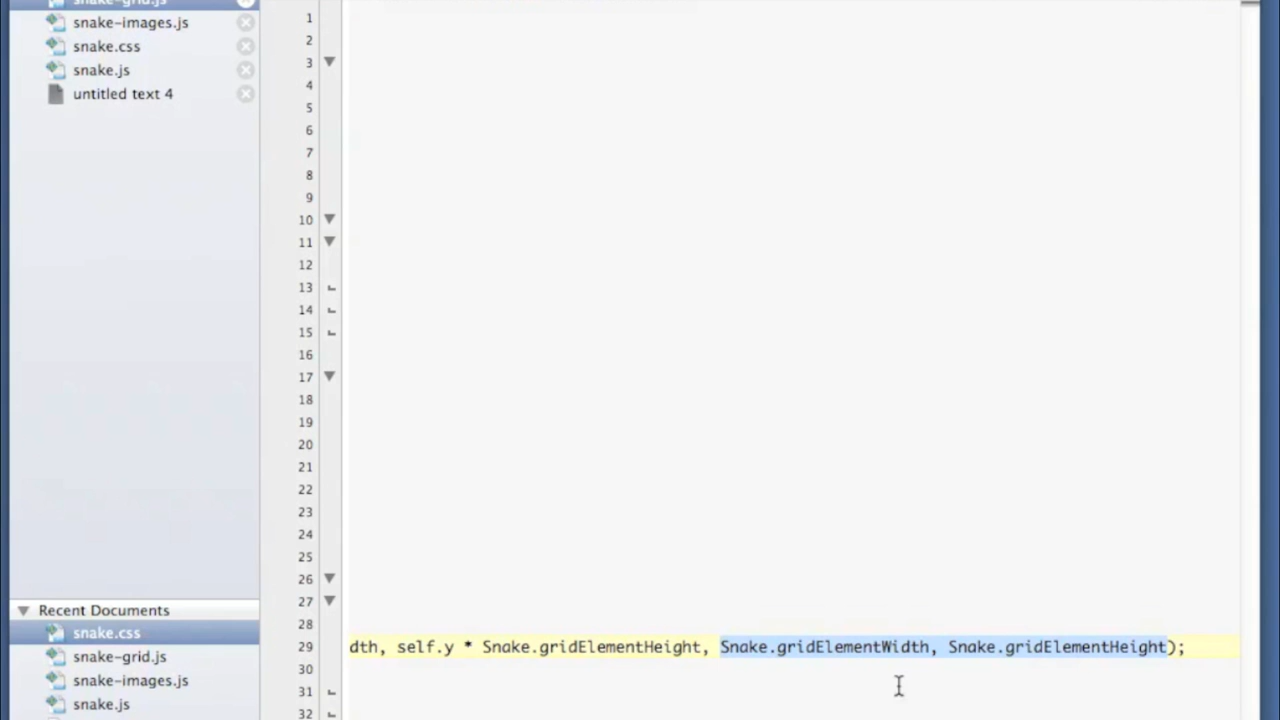 snake-grid.js
snake-images.js
snake.css
snake.js
untitled text 4
Recent Documents
snake.css
snake-grid.js
snake-images.js
snake.js
1
2
3
4
5
6
7
8
9
10
11
12
13
14
15
16
17
18
19
20
21
22
23
24
25
26
27
28
29 dth, self.y * Snake.gridElementHeight, Snake.gridElementWidth, Snake.gridElementHeight);
30
31
32